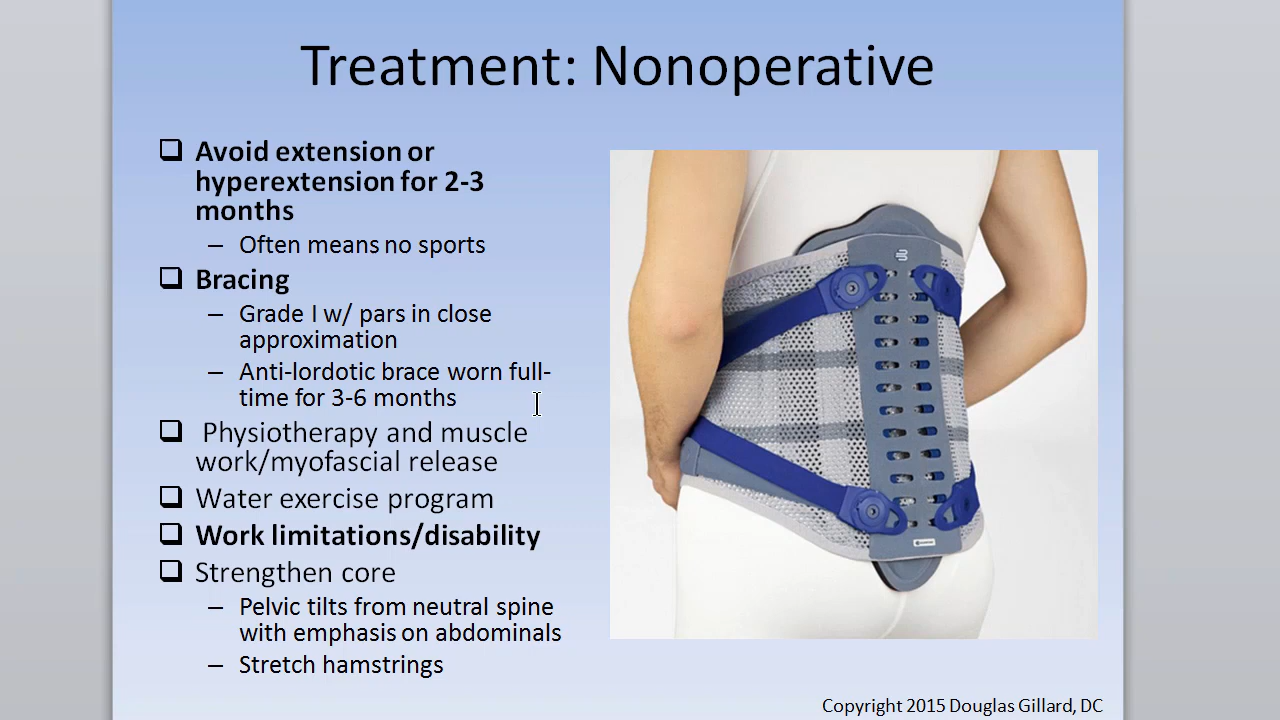 Treatment: Nonoperative
❑ Avoid extension or
hyperextension for 2-3
months
– Often means no sports
❑ Bracing
– Grade I w/ pars in close
approximation
– Anti-lordotic brace worn full-
time for 3-6 months
❑ Physiotherapy and muscle
work/myofascial release
❑ Water exercise program
❑ Work limitations/disability
❑ Strengthen core
– Pelvic tilts from neutral spine
with emphasis on abdominals
– Stretch hamstrings
Copyright 2015 Douglas Gillard, DC